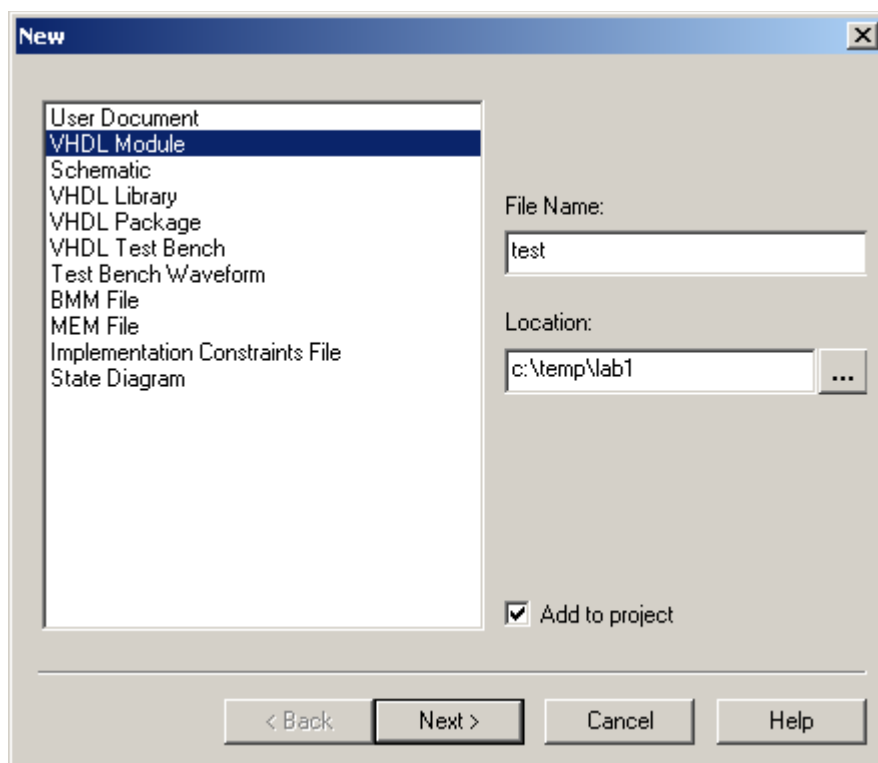 New
User Document
VHDL Module
Schematic
VHDL Library
VHDL Package
VHDL Test Bench
Test Bench Waveform
BMM File
MEM File
Implementation Constraints File
State Diagram
File Name:
test
Location:
c:\temp\lab1
...
Add to project
< Back
Next >
Cancel
Help